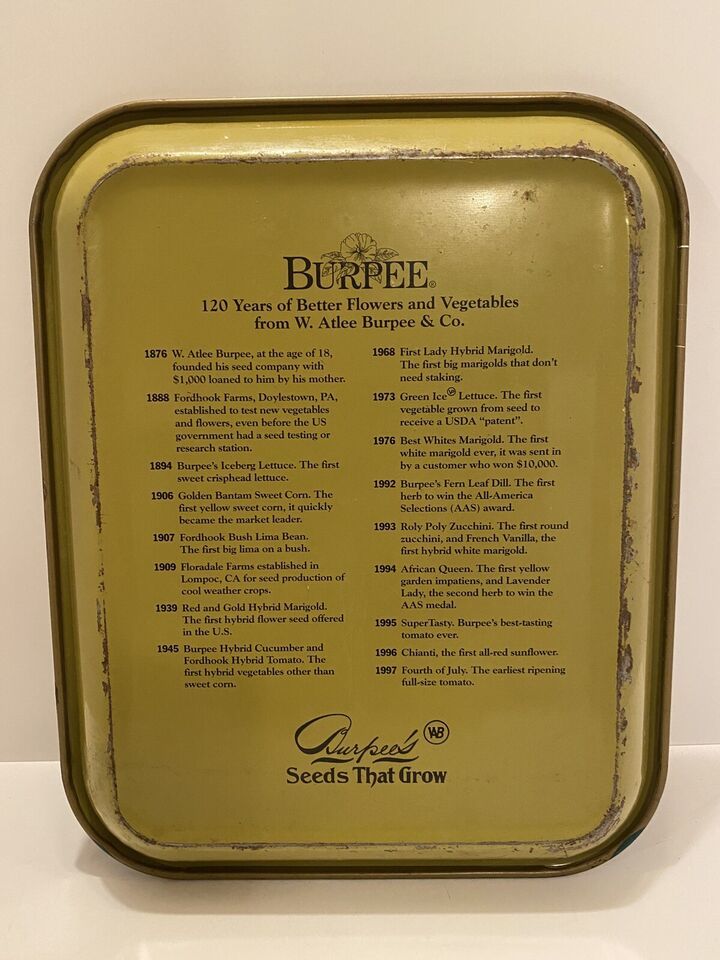 BURPEE®
120 Years of Better Flowers and Vegetables
from W. Atlee Burpee & Co.
1876 W. Atlee Burpee, at the age of 18,
founded his seed company with
$1,000 loaned to him by his mother.
1888 Fordhook Farms, Doylestown, PA,
established to test new vegetables
and flowers, even before the US
government had a seed testing or
research station.
1894 Burpee's Iceberg Lettuce. The first
sweet crisphead lettuce.
1906 Golden Bantam Sweet Corn. The
first yellow sweet corn, it quickly
became the market leader.
1907 Fordhook Bush Lima Bean.
The first big lima on a bush.
1909 Floradale Farms established in
Lompoc, CA for seed production of
cool weather crops.
1939 Red and Gold Hybrid Marigold.
The first hybrid flower seed offered
in the U.S.
1945 Burpee Hybrid Cucumber and
Fordhook Hybrid Tomato. The
first hybrid vegetables other than
sweet corn.
1968 First Lady Hybrid Marigold.
The first big marigolds that don't
need staking.
1973 Green Ice Lettuce. The first
vegetable grown from seed to
receive a USDA "patent".
1976 Best Whites Marigold. The first
white marigold ever, it was sent in
by a customer who won $10,000.
1992 Burpee's Fern Leaf Dill. The first
herb to win the All-America
Selections (AAS) award.
1993 Roly Poly Zucchini. The first round
zucchini, and French Vanilla, the
first hybrid white marigold.
1994 African Queen. The first yellow
garden impatiens, and Lavender
Lady, the second herb to win the
AAS medal.
1995 SuperTasty. Burpee's best-tasting
tomato ever.
1996 Chianti, the first all-red sunflower.
1997 Fourth of July. The earliest ripening
full-size tomato.
Burpee's WB
Seeds That Grow